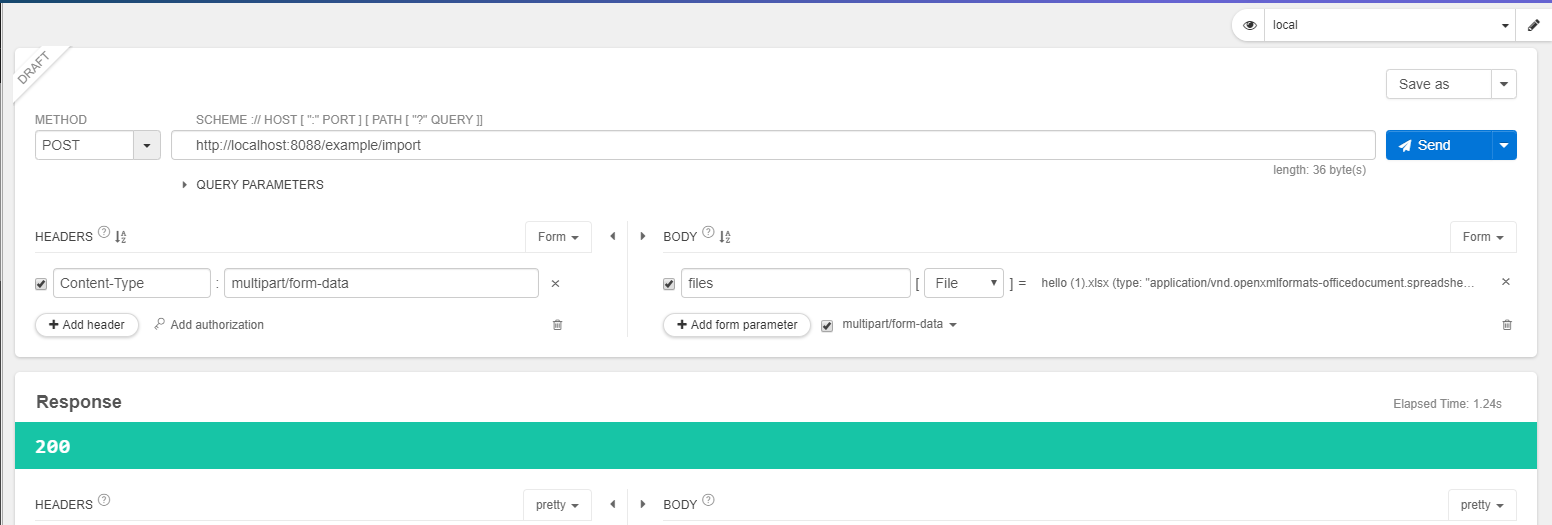 local
DRAFT
Save as
METHOD
SCHEME :// HOST [ ":" PORT ] [ PATH [ "?" QUERY ]]
POST
http://localhost:8088/example/import
Send
length: 36 byte(s)
QUERY PARAMETERS
HEADERS ? A Z
Form
BODY ? A Z
Form
Content-Type : multipart/form-data ×
files [ File ] = hello (1).xlsx (type: "application/vnd.openxmlformats-officedocument.spreadshe... ×
+ Add header Add authorization
+ Add form parameter multipart/form-data
Response
Elapsed Time: 1.24s
200
HEADERS ?
pretty
BODY ?
pretty